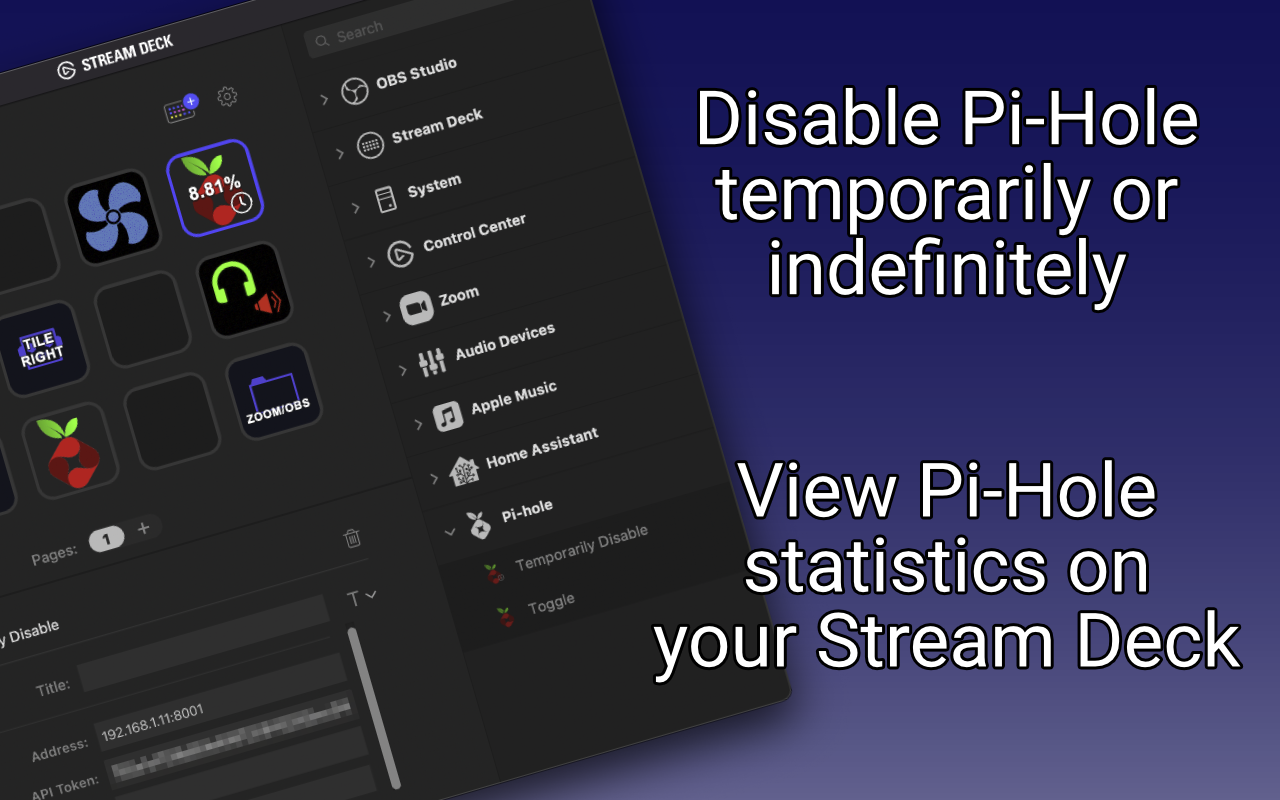 STREAM DECK
Search
OBS Studio
Stream Deck
System
Control Center
Zoom
Audio Devices
Apple Music
Home Assistant
Pi-hole
Temporarily Disable
Toggle
8.81%
TILE
RIGHT
ZOOM/OBS
Pages: 1 +
y Disable
T
Title:
Address: 192.168.1.11:8001
API Token:
Disable Pi-Hole
temporarily or
indefinitely
View Pi-Hole
statistics on
your Stream Deck